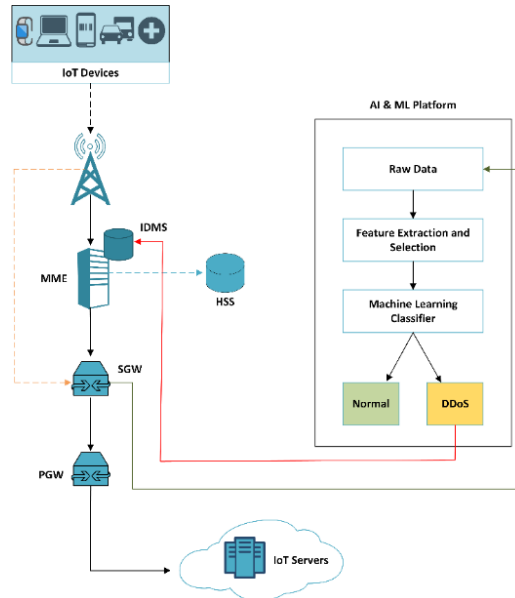 IoT Devices
AI & ML Platform
Raw Data
IDMS
Feature Extraction and
Selection
MME
HSS
Machine Learning
Classifier
SGW
Normal
DDoS
PGW
IoT Servers